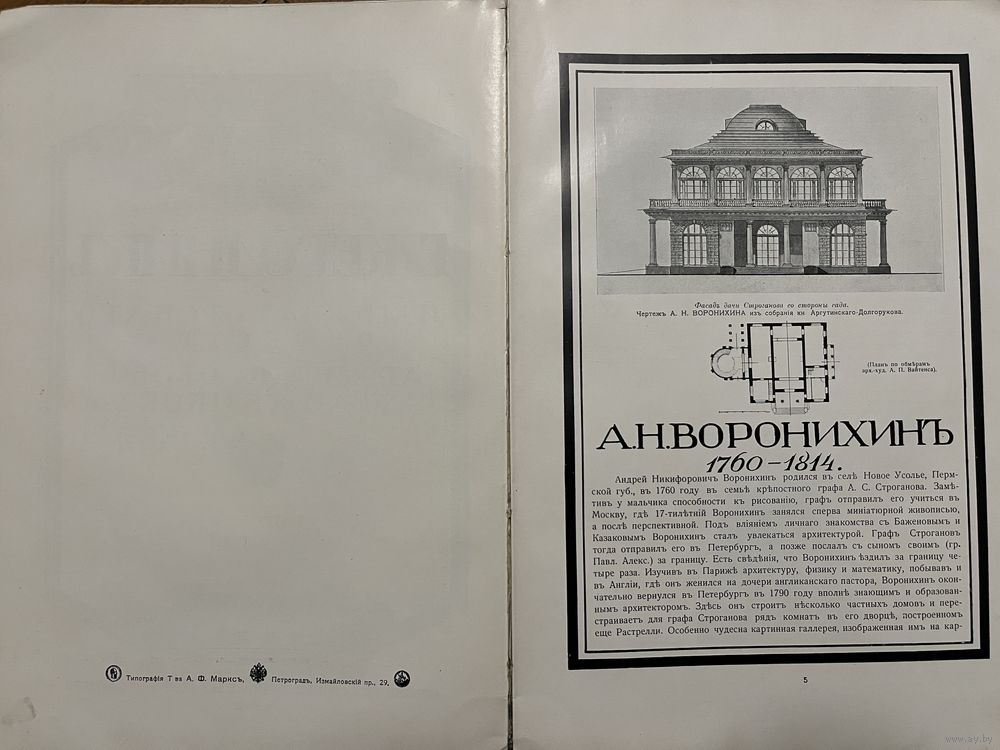 Типографія Т ва А. Ф. Марксъ, Петроградъ, Измайловскій пр., 29.
Фасадъ дачи Строганова со стороны сада.
Чертежъ А. Н. ВОРОНИХИНА изъ собранія кн Аргутинскаго-Долгорукова.
(Планъ по обмѣрамъ
арх.-худ. А. П. Вайтенса).
А.Н.ВОРОНИХИНЪ
1760–1814.
Андрей Никифоровичъ Воронихинъ родился въ селѣ Новое Усолье, Перм-
ской губ., въ 1760 году въ семьѣ крѣпостного графа А. С. Строганова. Замѣ-
тивъ у мальчика способности къ рисованію, графъ отправилъ его учиться въ
Москву, гдѣ 17-тилѣтній Воронихинъ занялся сперва миніатюрной живописью,
а послѣ перспективной. Подъ вліяніемъ личнаго знакомства съ Баженовымъ и
Казаковымъ Воронихинъ сталъ увлекаться архитектурой. Графъ Строгановъ
тогда отправилъ его въ Петербургъ, а позже послалъ съ сыномъ своимъ (гр.
Павл. Алекс.) за границу. Есть свѣдѣнія, что Воронихинъ ѣздилъ за границу че-
тыре раза. Изучивъ въ Парижѣ архитектуру, физику и математику, побывавъ и
въ Англіи, гдѣ онъ женился на дочери англиканскаго пастора, Воронихинъ окон-
чательно вернулся въ Петербургъ въ 1790 году вполнѣ знающимъ и образован-
нымъ архитекторомъ. Здѣсь онъ строитъ нѣсколько частныхъ домовъ и пере-
страиваетъ для графа Строганова рядъ комнатъ въ его дворцѣ, построенномъ
еще Растрелли. Особенно чудесна картинная галлерея, изображенная имъ на кар-
5
www.ay.by